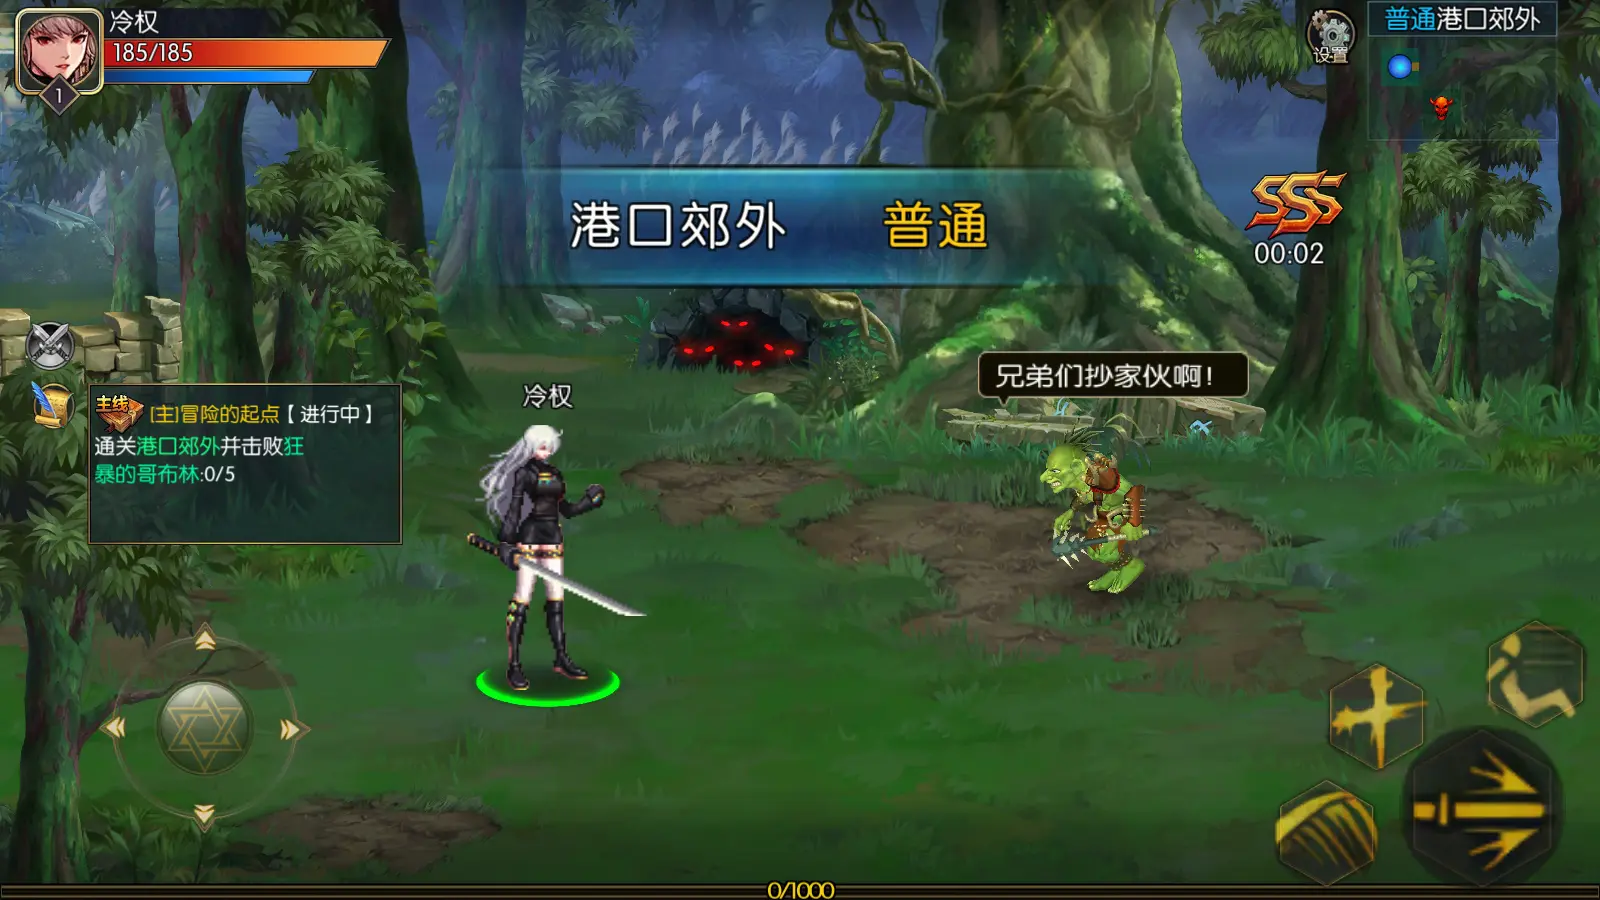 冷权
185/185
1
设置
普通港口郊外
港口郊外 普通
SSS
00:02
兄弟们抄家伙啊！
冷权
主线 [主]冒险的起点【进行中】
通关港口郊外并击败狂
暴的哥布林:0/5
0/1000